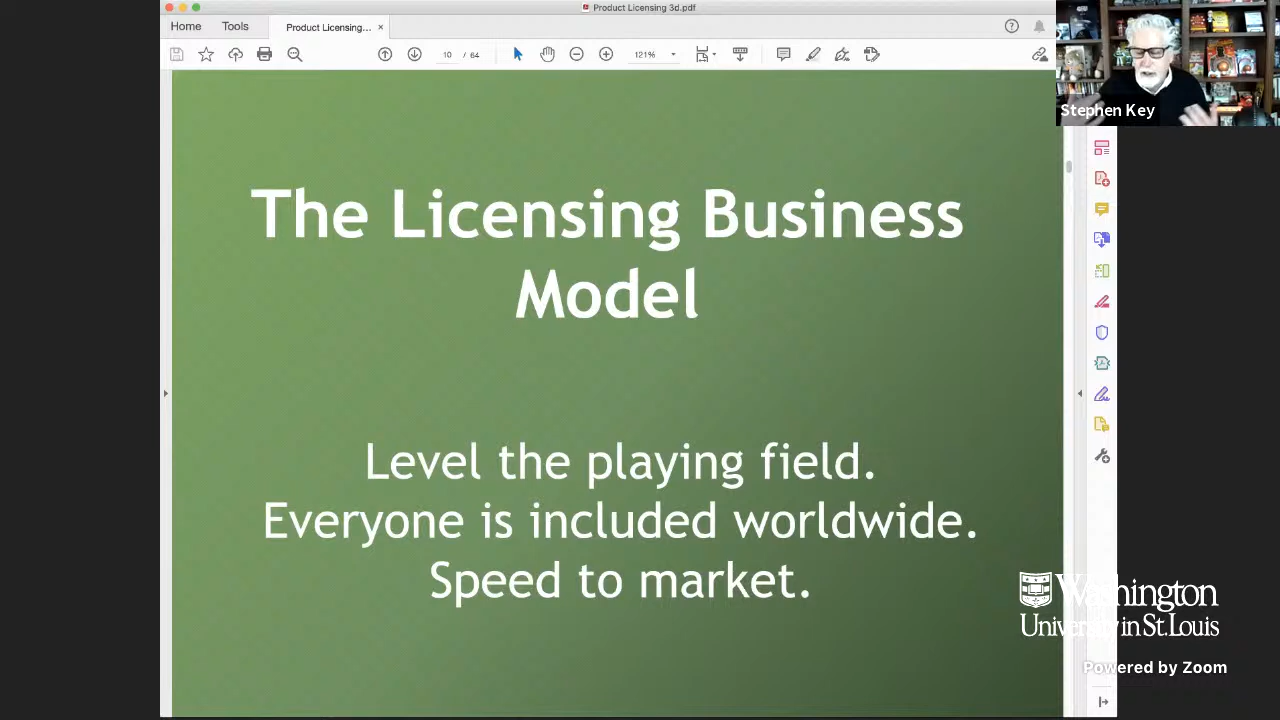 Product Licensing 3d.pdf
Home
Tools
Product Licensing...
10 / 64
121%
Stephen Key
The Licensing Business
Model
Level the playing field.
Everyone is included worldwide.
Speed to market.
Washington
University in St. Louis
Powered by Zoom